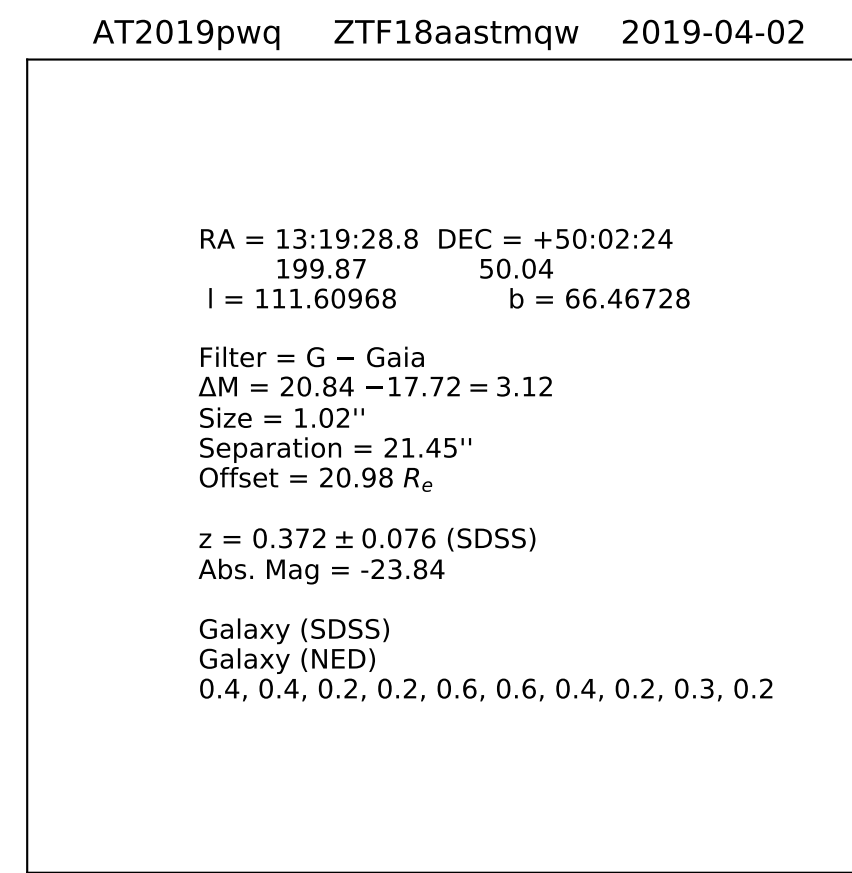 AT2019pwq ZTF18aastmqw 2019-04-02
RA = 13:19:28.8 DEC = +50:02:24
199.87 50.04
l = 111.60968 b = 66.46728
Filter = G − Gaia
ΔM = 20.84 −17.72 = 3.12
Size = 1.02''
Separation = 21.45''
Offset = 20.98 Re
z = 0.372 ± 0.076 (SDSS)
Abs. Mag = -23.84
Galaxy (SDSS)
Galaxy (NED)
0.4, 0.4, 0.2, 0.2, 0.6, 0.6, 0.4, 0.2, 0.3, 0.2